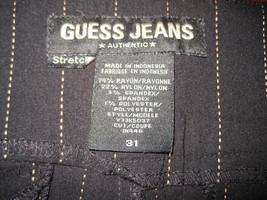 GUESS JEANS
★ AUTHENTIC ★
Stretc
MADE IN INDONESIA
FABRIQUE EN INDONESIE
74% RAYON/RAYONNE
22% NYLON/NYLON
3% SPANDEX/
SPANDEX
1% POLYESTER/
POLYESTER
STYLE/MODELE
CUT/COUPE
31